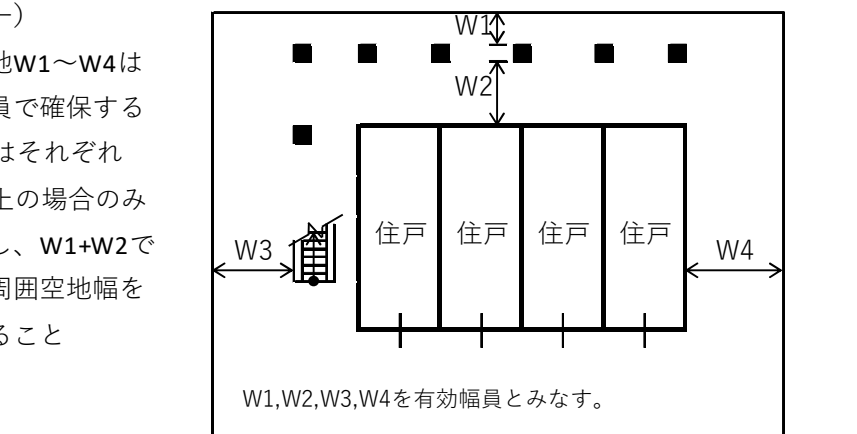 ー）
地W1～W4は
員で確保する
はそれぞれ
上の場合のみ
し、W1+W2で
周囲空地幅を
ること
W1
W2
W3
住戸 住戸 住戸 住戸
W4
W1,W2,W3,W4を有効幅員とみなす。